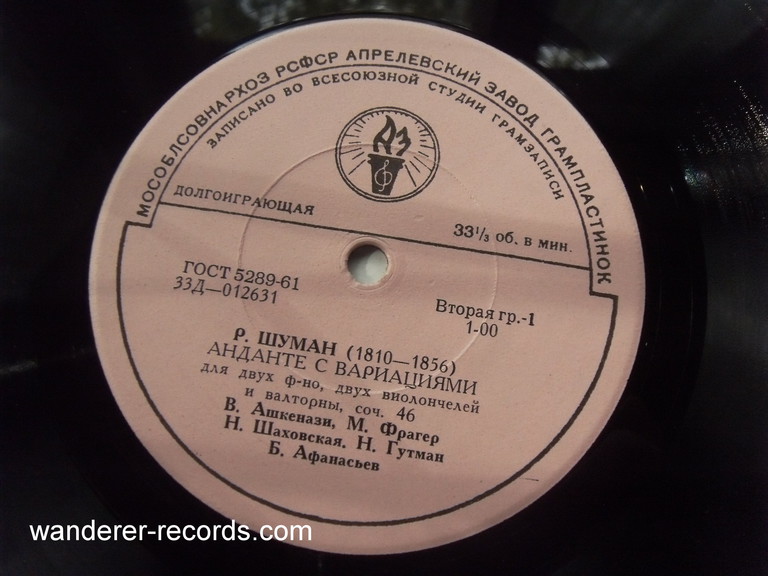 МОСОБЛСОВНАРХОЗ РСФСР АПРЕЛЕВСКИЙ ЗАВОД ГРАМПЛАСТИНОК
ЗАПИСАНО ВО ВСЕСОЮЗНОЙ СТУДИИ ГРАМЗАПИСИ
АЗ
ДОЛГОИГРАЮЩАЯ
33⅓ об. в мин.
ГОСТ 5289-61
33Д—012631
Вторая гр.-1
1-00
Р. ШУМАН (1810—1856)
АНДАНТЕ С ВАРИАЦИЯМИ
для двух ф-но, двух виолончелей
и валторны, соч. 46
В. Ашкенази, М. Фрагер
Н. Шаховская. Н. Гутман
Б. Афанасьев
wanderer-records.com